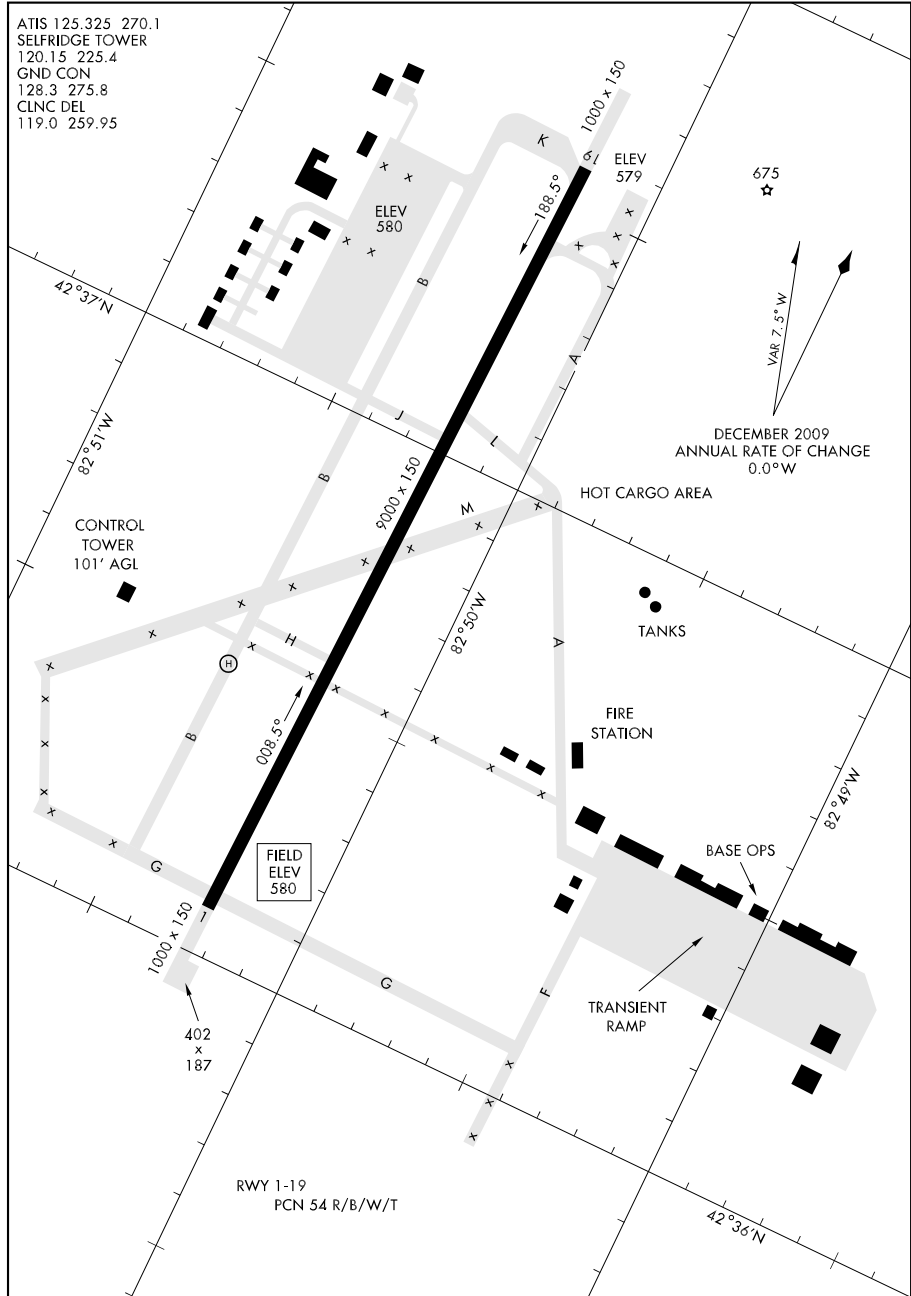 ATIS 125.325 270.1
SELFRIDGE TOWER
120.15 225.4
GND CON
128.3 275.8
CLNC DEL
119.0 259.95
1000 x 150
K
19
ELEV
579
675
188.5°
ELEV
580
B
VAR 7.5° W
42°37'N
A
J
L
DECEMBER 2009
ANNUAL RATE OF CHANGE
0.0° W
82°51'W
B
9000 x 150
HOT CARGO AREA
M
CONTROL
TOWER
101' AGL
TANKS
82°50'W
H
A
H
008.5°
B
FIRE
STATION
82°49'W
BASE OPS
FIELD
ELEV
580
G
1
1000 x 150
G
F
TRANSIENT
RAMP
402
x
187
RWY 1-19
PCN 54 R/B/W/T
42°36'N